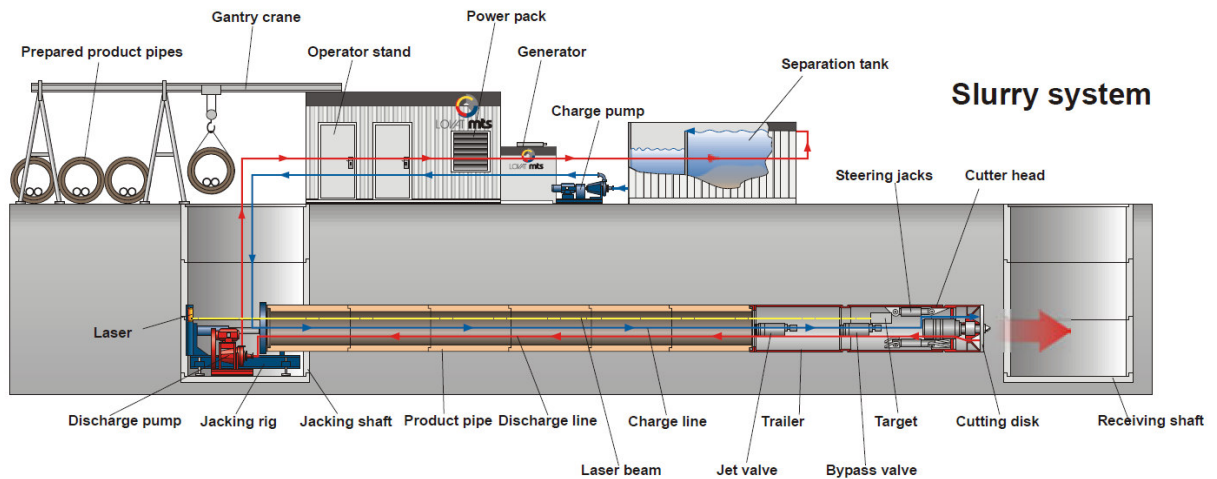 Gantry crane
Power pack
Prepared product pipes
Operator stand
Generator
Separation tank
Slurry system
Charge pump
LOVAT mts
LOVAT mts
Steering jacks
Cutter head
Laser
Discharge pump
Jacking rig
Jacking shaft
Product pipe
Discharge line
Charge line
Trailer
Target
Cutting disk
Receiving shaft
Laser beam
Jet valve
Bypass valve